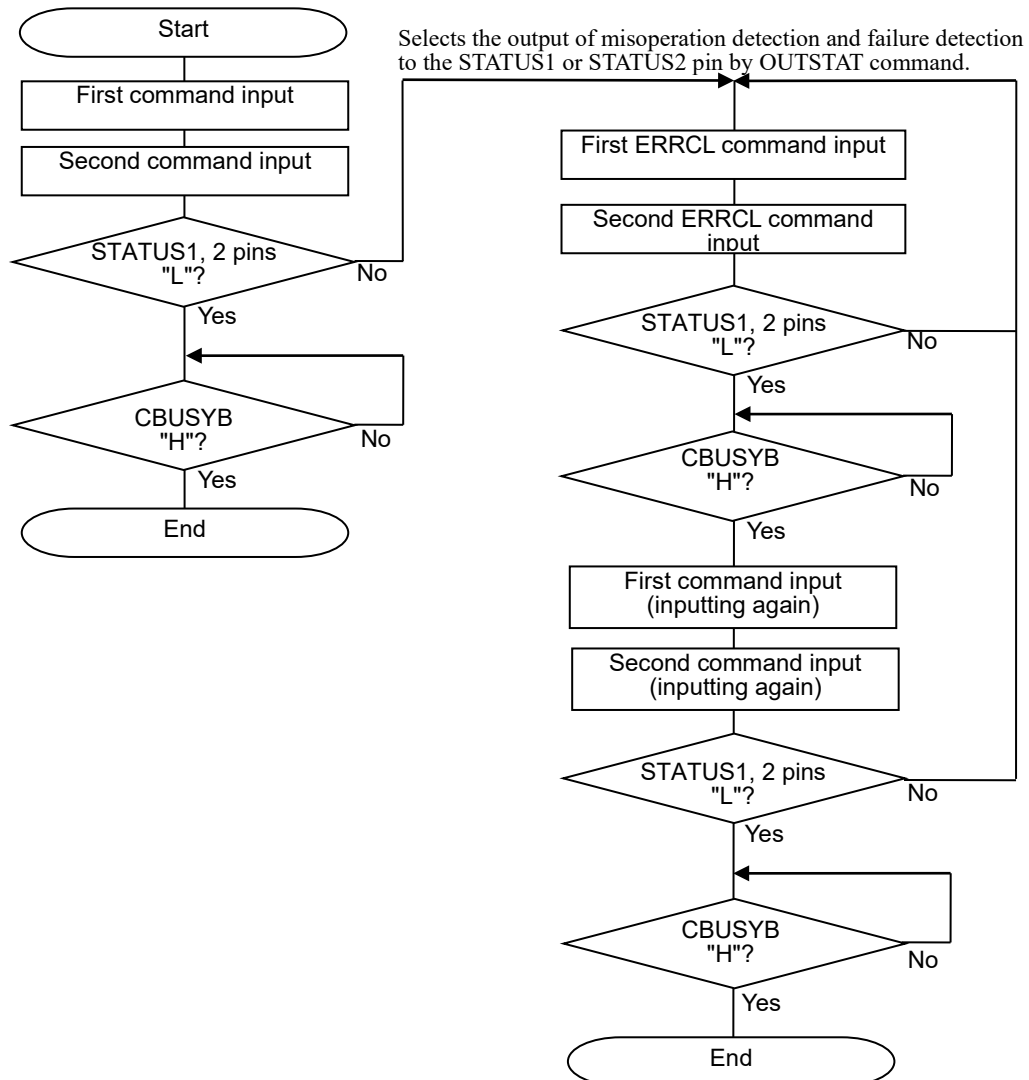 Start
First command input
Second command input
STATUS1, 2 pins
"L"?
No
Yes
CBUSYB
"H"?
No
Yes
End
Selects the output of misoperation detection and failure detection
to the STATUS1 or STATUS2 pin by OUTSTAT command.
First ERRCL command input
Second ERRCL command
input
STATUS1, 2 pins
"L"?
No
Yes
CBUSYB
"H"?
No
Yes
First command input
(inputting again)
Second command input
(inputting again)
STATUS1, 2 pins
"L"?
No
Yes
CBUSYB
"H"?
No
Yes
End